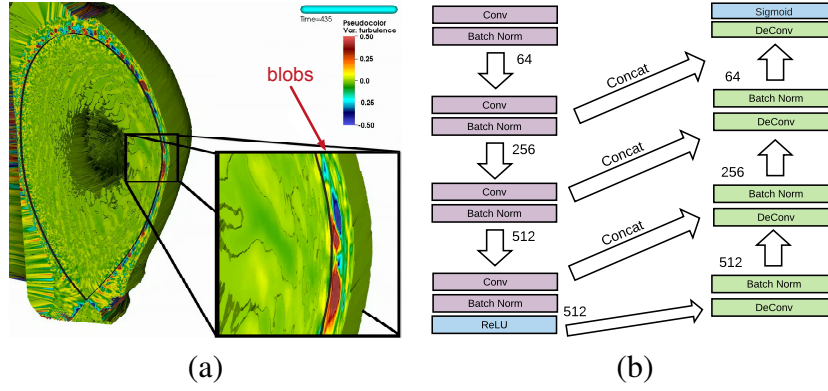 Time=435
Pseudocolor
Var: turbulence
0.50
0.25
0.00
0.25
-0.50
blobs
(a)
Conv
Batch Norm
64
Conv
Batch Norm
256
Conv
Batch Norm
512
Conv
Batch Norm
ReLU
512
Concat
Concat
Concat
Sigmoid
DeConv
64
Batch Norm
DeConv
256
Batch Norm
DeConv
512
Batch Norm
DeConv
(b)